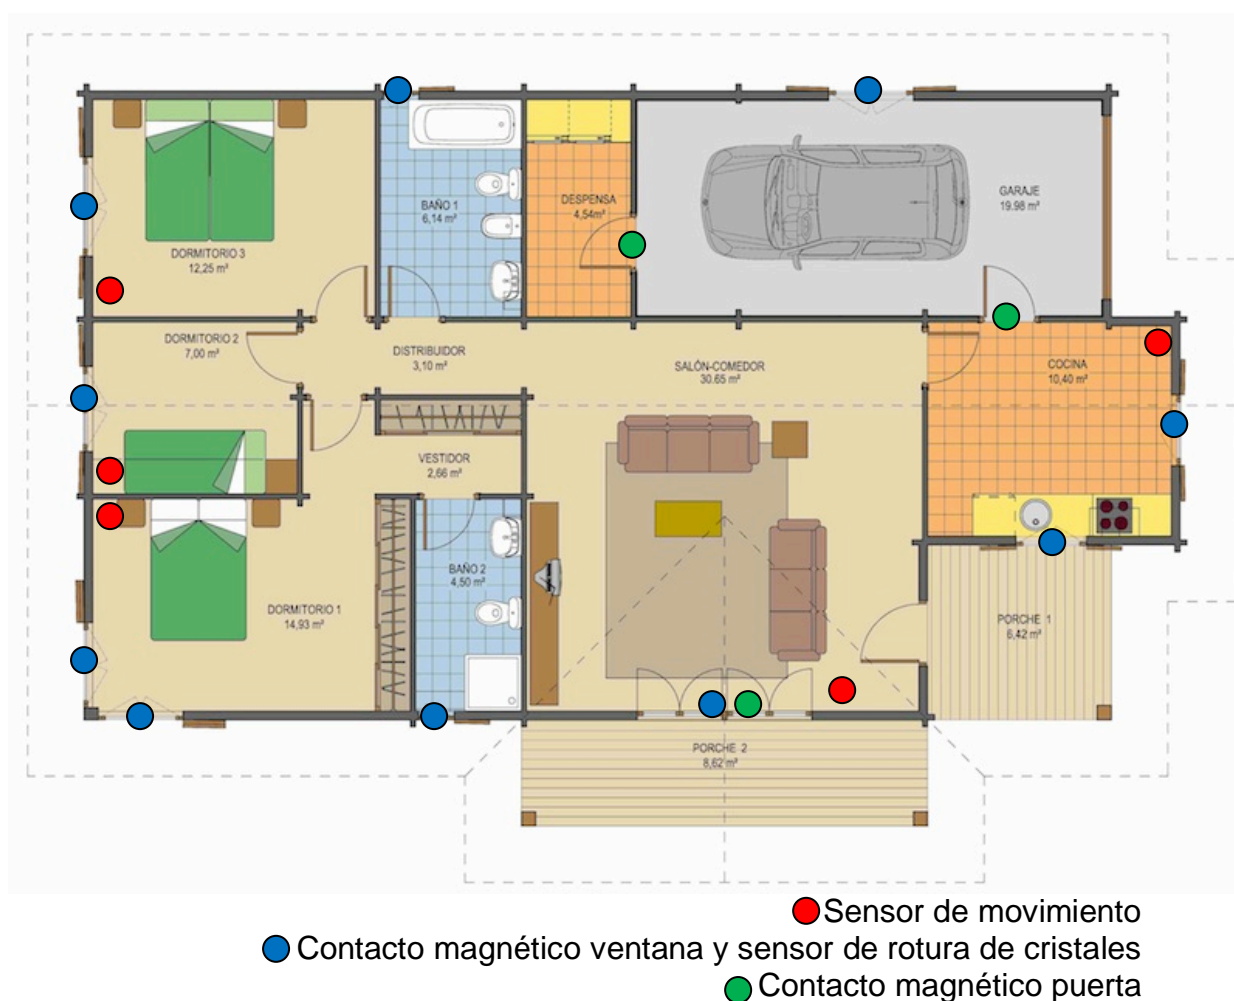 BAÑO 1
6,14 m²
DESPENSA
4,54m²
GARAJE
19.98 m²
DORMITORIO 3
12,25 m²
DORMITORIO 2
7,00 m²
DISTRIBUIDOR
3,10 m²
SALÓN-COMEDOR
30.65 m²
COCINA
10,40 m²
VESTIDOR
2,66 m²
BAÑO 2
4,50 m²
DORMITORIO 1
14,93 m²
PORCHE 1
6,42 m²
PORCHE 2
8,62 m²
Sensor de movimiento
Contacto magnético ventana y sensor de rotura de cristales
Contacto magnético puerta